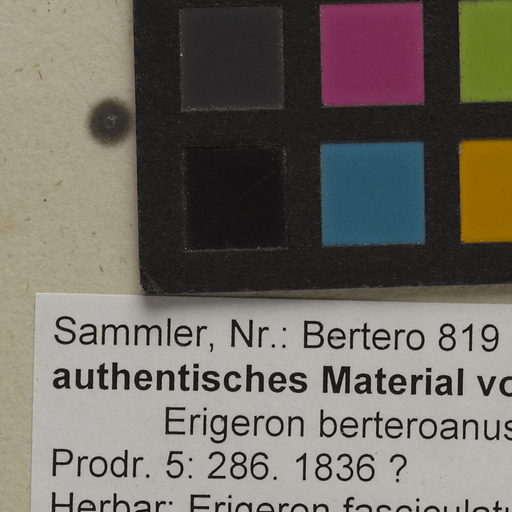 Sammler, Nr.: Bertero 819
authentisches Material vo
Erigeron berteroanus
Prodr. 5: 286. 1836 ?
Herbar: Erigeron fasciculatu